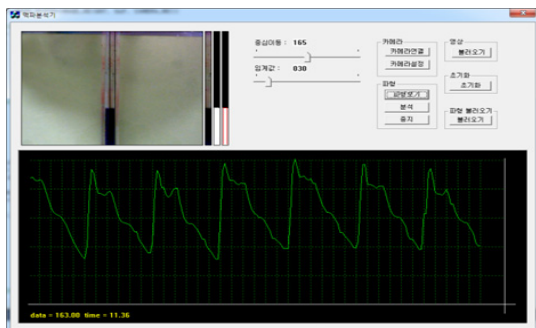 맥파분석기
중심이동 : 165
임계값 : 030
카메라
카메라연결
카메라설정
파형
파형보기
분석
중지
영상
불러오기
초기화
초기화
파형 불러오기
불러오기
data = 163.00 time = 11.36